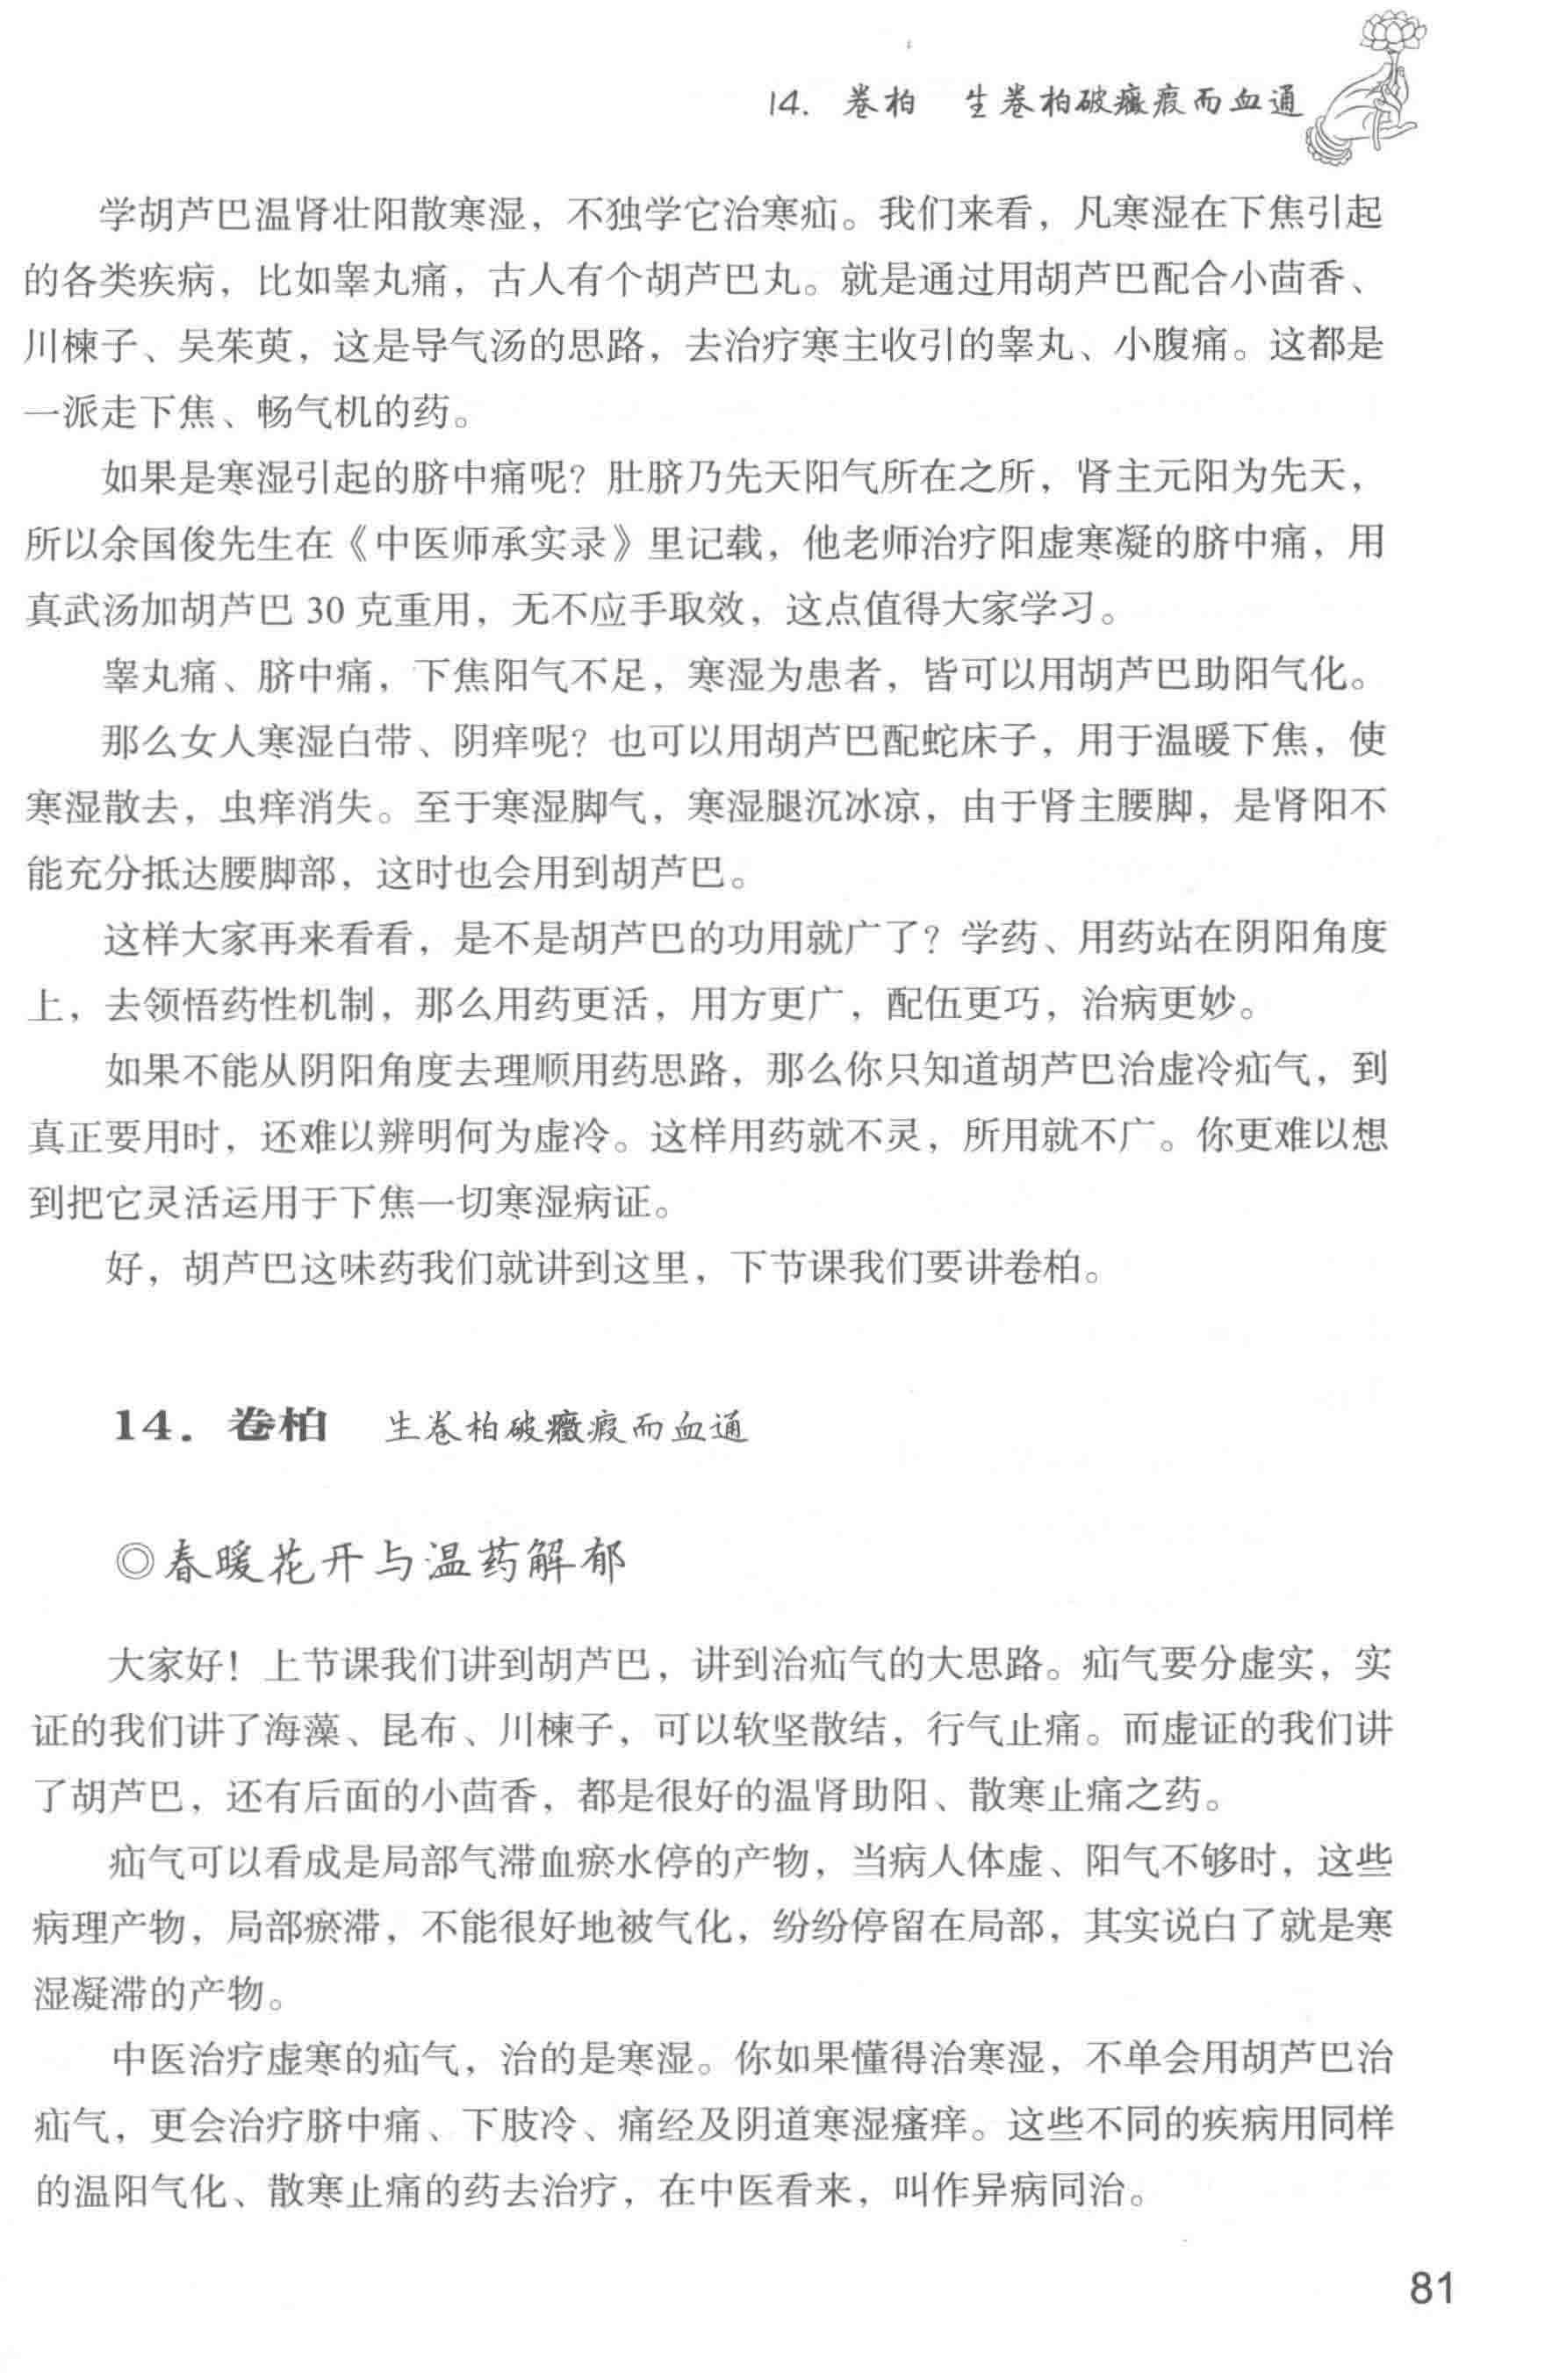 14. 卷柏 生卷柏破癥瘕而血通
学胡芦巴温肾壮阳散寒湿，不独学它治寒疝。我们来看，凡寒湿在下焦引起
的各类疾病，比如睾丸痛，古人有个胡芦巴丸。就是通过用胡芦巴配合小茴香、
川楝子、吴茱萸，这是导气汤的思路，去治疗寒主收引的睾丸、小腹痛。这都是
一派走下焦、畅气机的药。
如果是寒湿引起的脐中痛呢？肚脐乃先天阳气所在之所，肾主元阳为先天，
所以余国俊先生在《中医师承实录》里记载，他老师治疗阳虚寒凝的脐中痛，用
真武汤加胡芦巴 30 克重用，无不应手取效，这点值得大家学习。
睾丸痛、脐中痛，下焦阳气不足，寒湿为患者，皆可以用胡芦巴助阳气化。
那么女人寒湿白带、阴痒呢？也可以用胡芦巴配蛇床子，用于温暖下焦，使
寒湿散去，虫痒消失。至于寒湿脚气，寒湿腿沉冰凉，由于肾主腰脚，是肾阳不
能充分抵达腰脚部，这时也会用到胡芦巴。
这样大家再来看看，是不是胡芦巴的功用就广了？学药、用药站在阴阳角度
上，去领悟药性机制，那么用药更活，用方更广，配伍更巧，治病更妙。
如果不能从阴阳角度去理顺用药思路，那么你只知道胡芦巴治虚冷疝气，到
真正要用时，还难以辨明何为虚冷。这样用药就不灵，所用就不广。你更难以想
到把它灵活运用于下焦一切寒湿病证。
好，胡芦巴这味药我们就讲到这里，下节课我们要讲卷柏。
14. 卷柏 生卷柏破癥瘕而血通
◎春暖花开与温药解郁
大家好！上节课我们讲到胡芦巴，讲到治疝气的大思路。疝气要分虚实，实
证的我们讲了海藻、昆布、川楝子，可以软坚散结，行气止痛。而虚证的我们讲
了胡芦巴，还有后面的小茴香，都是很好的温肾助阳、散寒止痛之药。
疝气可以看成是局部气滞血瘀水停的产物，当病人体虚、阳气不够时，这些
病理产物，局部瘀滞，不能很好地被气化，纷纷停留在局部，其实说白了就是寒
湿凝滞的产物。
中医治疗虚寒的疝气，治的是寒湿。你如果懂得治寒湿，不单会用胡芦巴治
疝气，更会治疗脐中痛、下肢冷、痛经及阴道寒湿瘙痒。这些不同的疾病用同样
的温阳气化、散寒止痛的药去治疗，在中医看来，叫作异病同治。
81